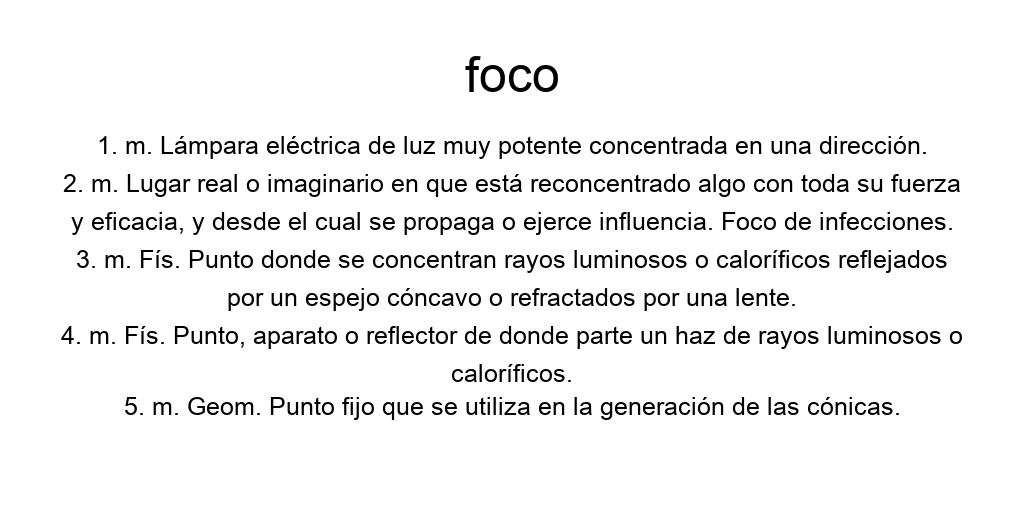 foco
1. m. Lámpara eléctrica de luz muy potente concentrada en una dirección.
2. m. Lugar real o imaginario en que está reconcentrado algo con toda su fuerza
y eficacia, y desde el cual se propaga o ejerce influencia. Foco de infecciones.
3. m. Fís. Punto donde se concentran rayos luminosos o caloríficos reflejados
por un espejo cóncavo o refractados por una lente.
4. m. Fís. Punto, aparato o reflector de donde parte un haz de rayos luminosos o
caloríficos.
5. m. Geom. Punto fijo que se utiliza en la generación de las cónicas.